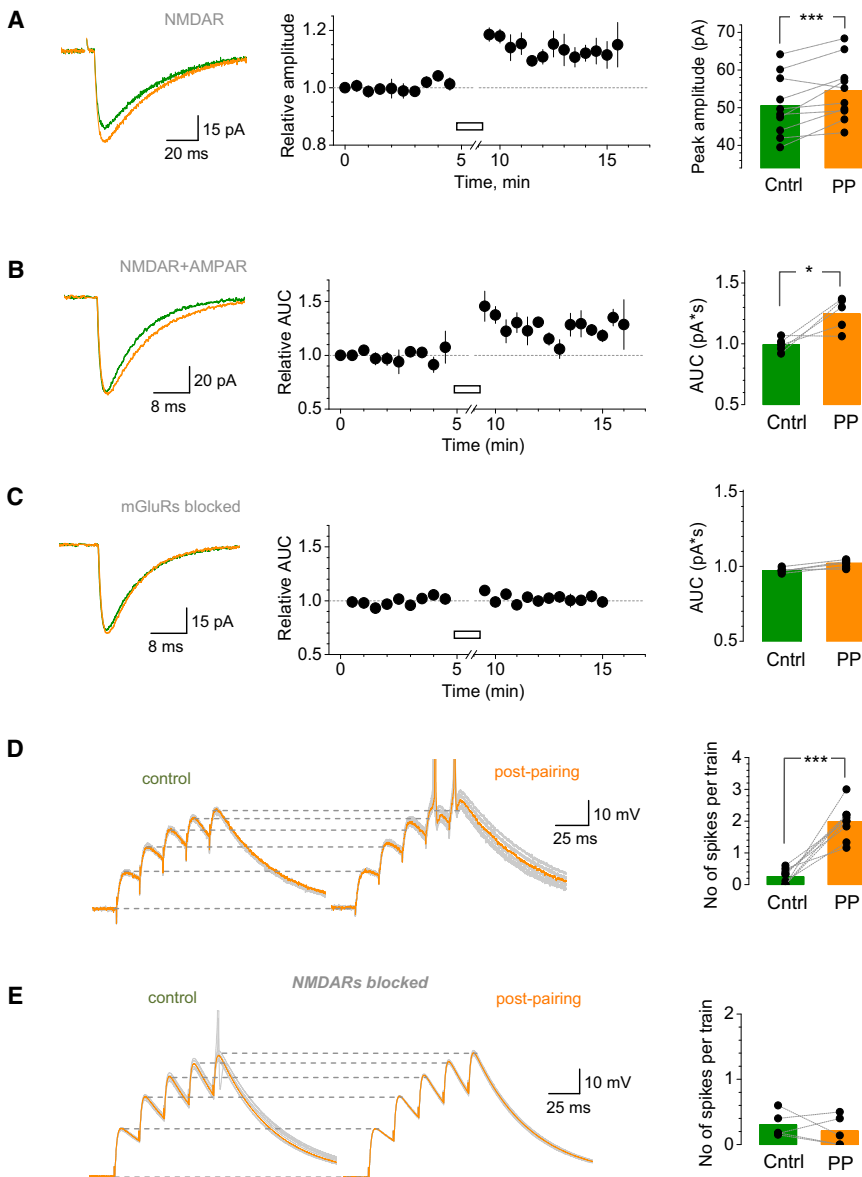 A
NMDAR
15 pA
20 ms
Relative amplitude
1.2
1.0
0.8
0
5
10
15
Time, min
Peak amplitude (pA)
70
60
50
40
***
Cntrl
PP
B
NMDAR+AMPAR
20 pA
8 ms
Relative AUC
1.5
1.0
0.5
0
5
10
15
Time (min)
AUC (pA*s)
1.5
1.0
0.5
*
Cntrl
PP
C
mGluRs blocked
15 pA
8 ms
Relative AUC
1.5
1.0
0.5
0
5
10
15
Time (min)
AUC (pA*s)
1.5
1.0
0.5
Cntrl
PP
D
control
post-pairing
10 mV
25 ms
No of spikes per train
4
3
2
1
0
***
Cntrl
PP
E
NMDARs blocked
control
post-pairing
10 mV
25 ms
No of spikes per train
2
1
0
Cntrl
PP